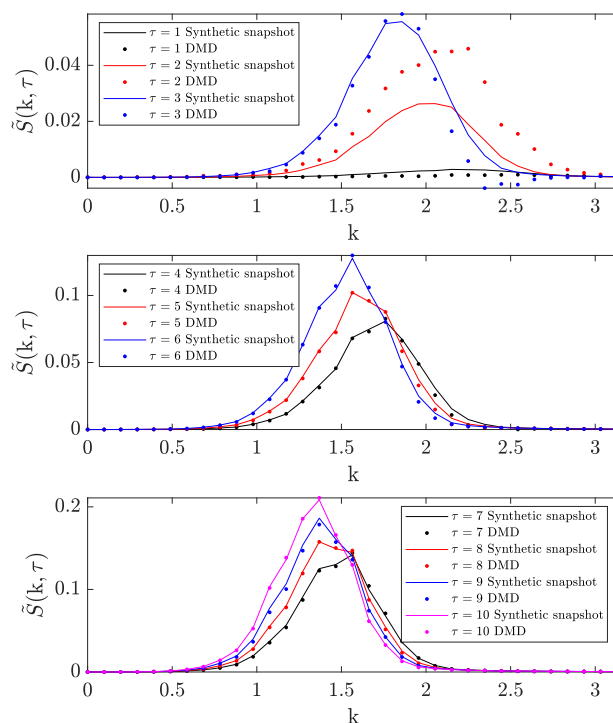 τ = 1 Synthetic snapshot
τ = 1 DMD
τ = 2 Synthetic snapshot
τ = 2 DMD
τ = 3 Synthetic snapshot
τ = 3 DMD
0.04
0.02
0
S̃(k, τ)
0 0.5 1 1.5 2 2.5 3
k
τ = 4 Synthetic snapshot
τ = 4 DMD
τ = 5 Synthetic snapshot
τ = 5 DMD
τ = 6 Synthetic snapshot
τ = 6 DMD
0.1
0.05
0
S̃(k, τ)
0 0.5 1 1.5 2 2.5 3
k
τ = 7 Synthetic snapshot
τ = 7 DMD
τ = 8 Synthetic snapshot
τ = 8 DMD
τ = 9 Synthetic snapshot
τ = 9 DMD
τ = 10 Synthetic snapshot
τ = 10 DMD
0.2
0.1
0
S̃(k, τ)
0 0.5 1 1.5 2 2.5 3
k